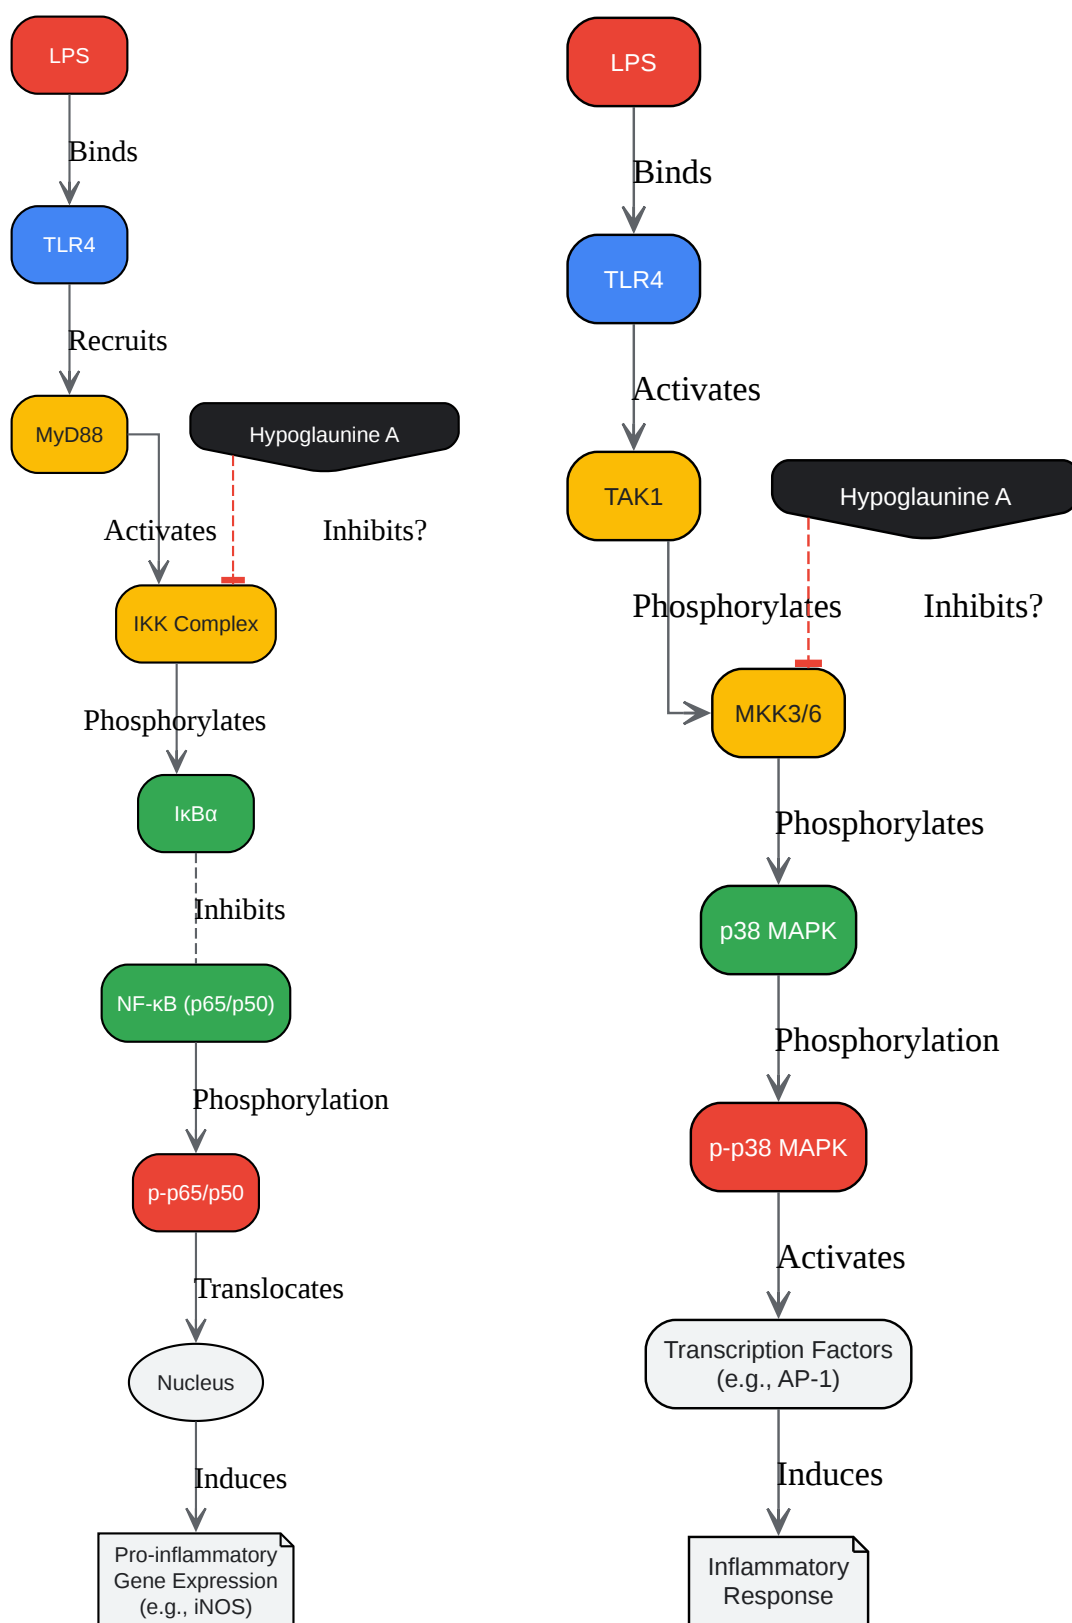 LPS
Binds
TLR4
Recruits
MyD88
Hypoglaunine A
Activates
Inhibits?
IKK Complex
Phosphorylates
IκBα
Inhibits
NF-κB (p65/p50)
Phosphorylation
p-p65/p50
Translocates
Nucleus
Induces
Pro-inflammatory
Gene Expression
(e.g., iNOS)
LPS
Binds
TLR4
Activates
TAK1
Hypoglaunine A
Phosphorylates
Inhibits?
MKK3/6
Phosphorylates
p38 MAPK
Phosphorylation
p-p38 MAPK
Activates
Transcription Factors
(e.g., AP-1)
Induces
Inflammatory
Response